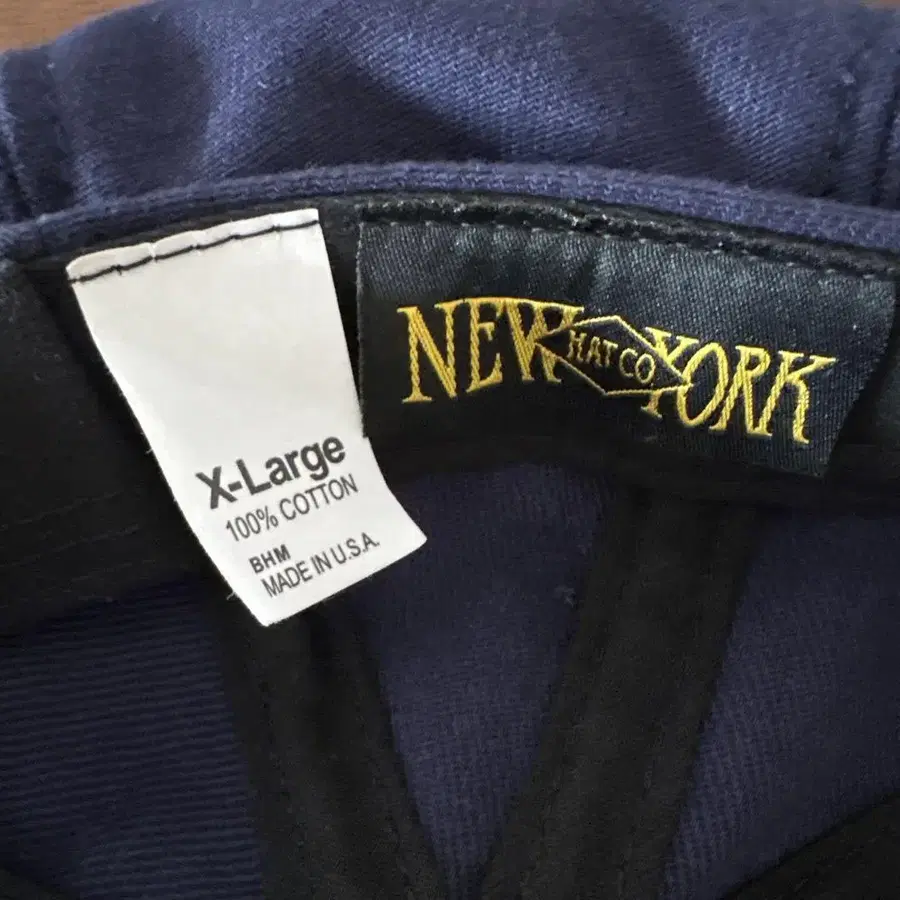 X-Large
100% COTTON
BHM
MADE IN U.S.A.
NEW HAT CO. YORK